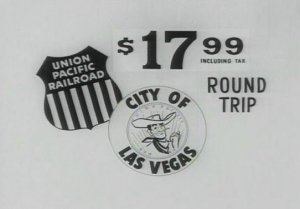 UNION
PACIFIC
RAILROAD
$17.99
INCLUDING TAX
ROUND
TRIP
CITY OF
LAS VEGAS